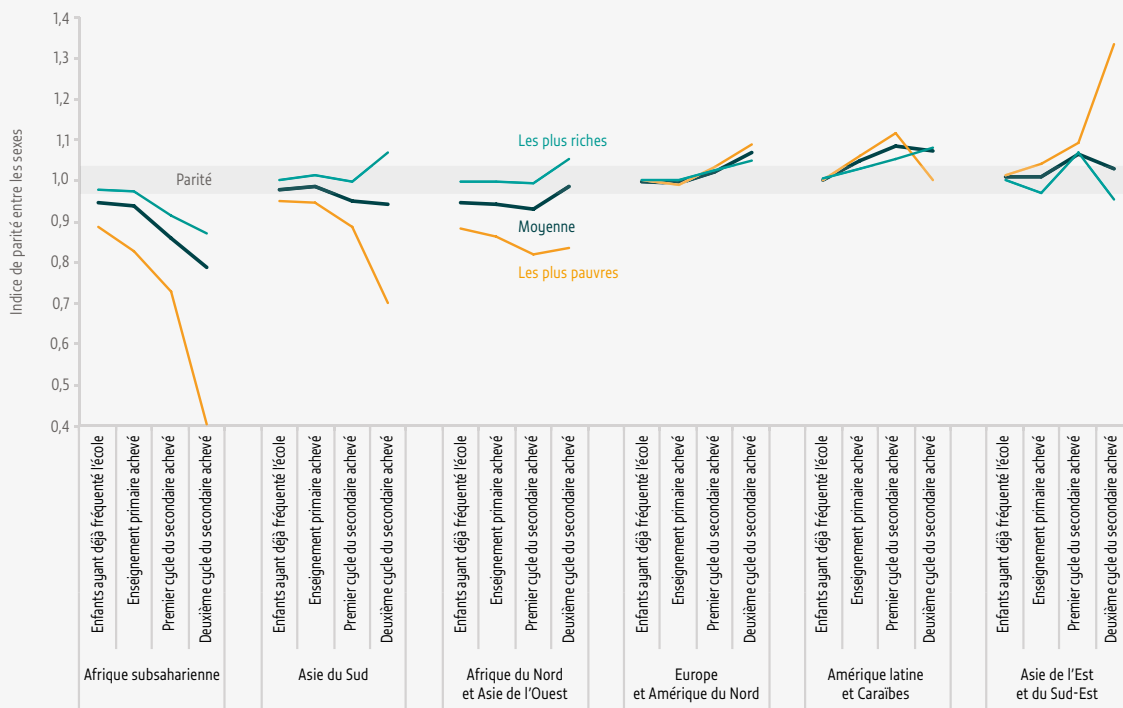 1,4
1,3
1,2
1,1
1,0
0,9
0,8
0,7
0,6
0,5
0,4
Indice de parité entre les sexes
Parité
Les plus riches
Moyenne
Les plus pauvres
Enfants ayant déjà fréquenté l'école
Enseignement primaire achevé
Premier cycle du secondaire achevé
Deuxième cycle du secondaire achevé
Afrique subsaharienne
Enfants ayant déjà fréquenté l'école
Enseignement primaire achevé
Premier cycle du secondaire achevé
Deuxième cycle du secondaire achevé
Asie du Sud
Enfants ayant déjà fréquenté l'école
Enseignement primaire achevé
Premier cycle du secondaire achevé
Deuxième cycle du secondaire achevé
Afrique du Nord
et Asie de l'Ouest
Enfants ayant déjà fréquenté l'école
Enseignement primaire achevé
Premier cycle du secondaire achevé
Deuxième cycle du secondaire achevé
Europe
et Amérique du Nord
Enfants ayant déjà fréquenté l'école
Enseignement primaire achevé
Premier cycle du secondaire achevé
Deuxième cycle du secondaire achevé
Amérique latine
et Caraïbes
Enfants ayant déjà fréquenté l'école
Enseignement primaire achevé
Premier cycle du secondaire achevé
Deuxième cycle du secondaire achevé
Asie de l'Est
et du Sud-Est